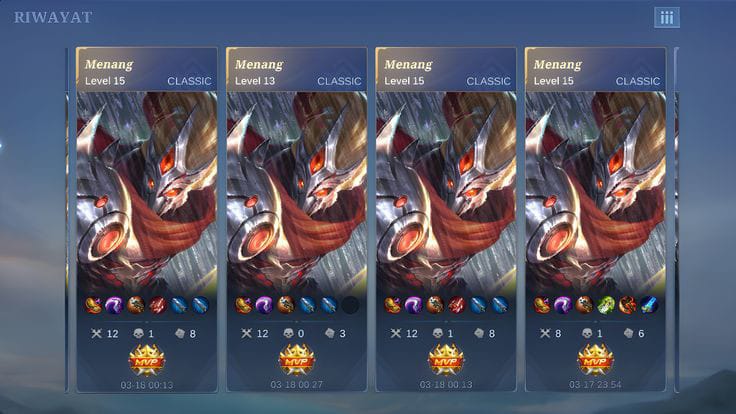 RIWAYAT
Menang
Level 15 CLASSIC
12 1 8
MVP
03-18 00:13
Menang
Level 13 CLASSIC
12 0 3
MVP
03-18 00:27
Menang
Level 15 CLASSIC
12 1 8
MVP
03-18 00:13
Menang
Level 15 CLASSIC
8 1 6
MVP
03-17 23:54